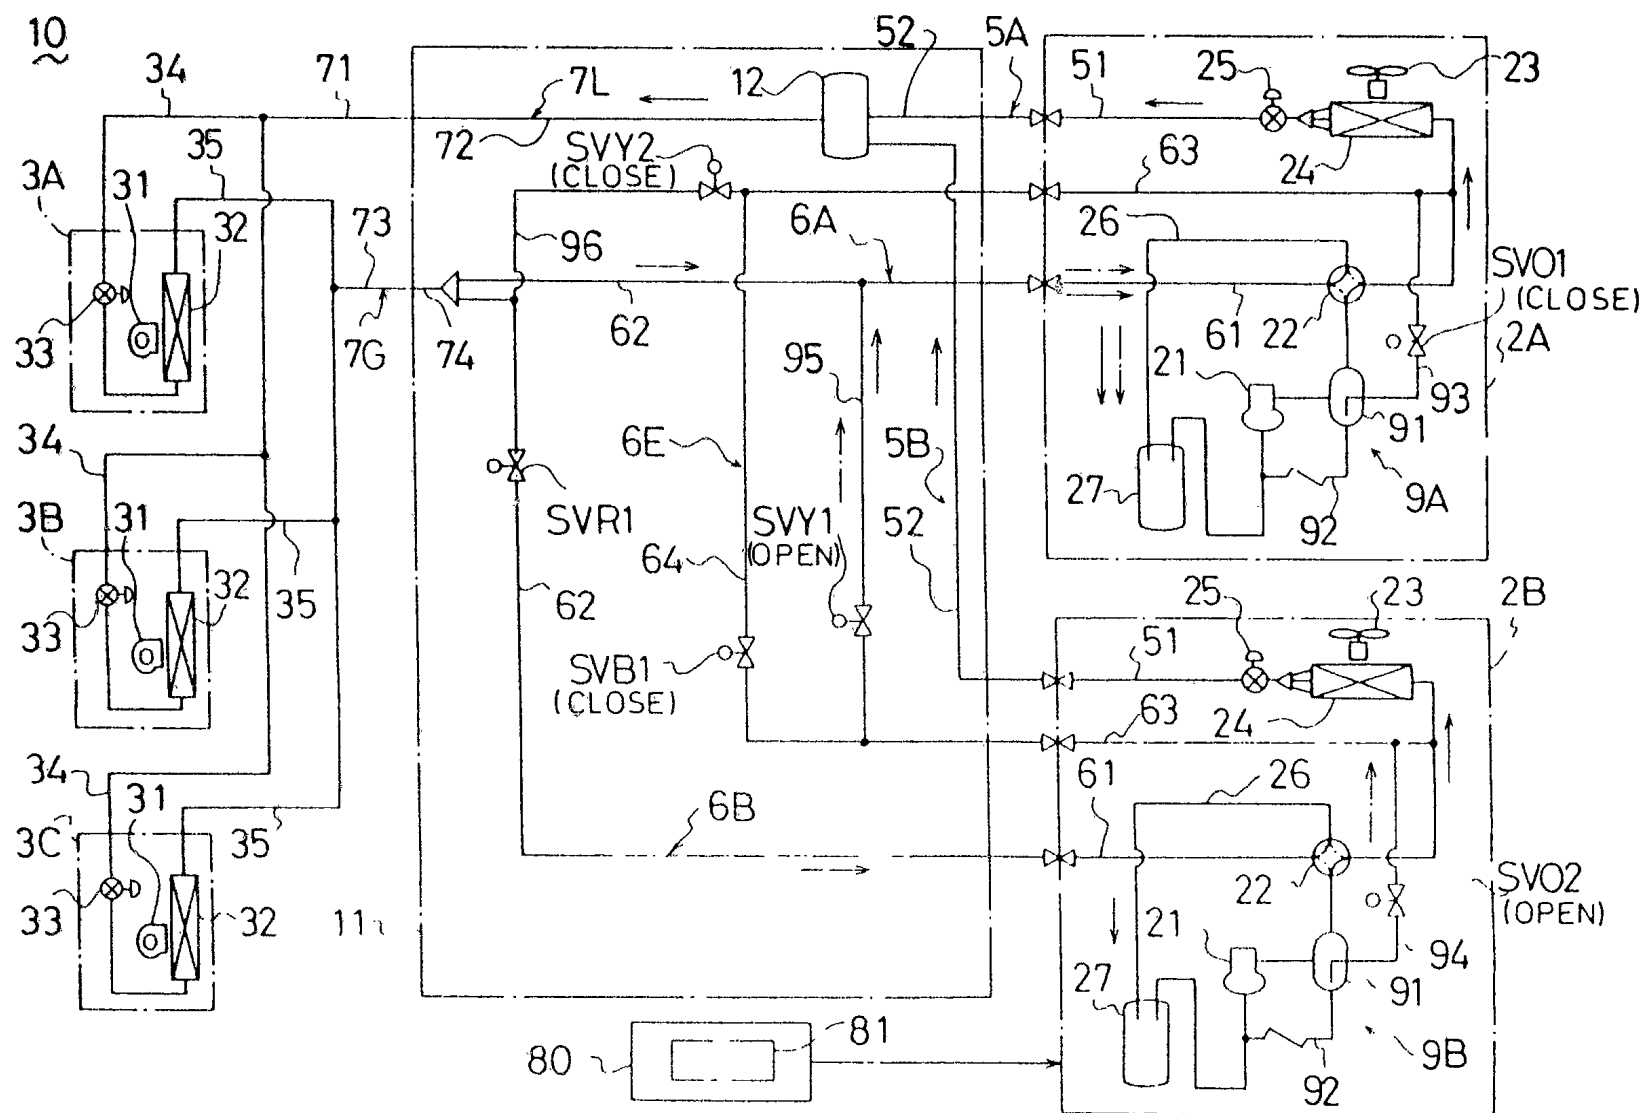 10
34
71
7L
12
52
5A
51
25
23
72
SVY2
(CLOSE)
63
24
35
3A
31
32
73
96
6A
26
SVO1
(CLOSE)
33
7G
74
62
95
61
22
2A
21
93
91
34
6E
5B
27
9A
3B
31
SVR1
SVY1
(OPEN)
52
92
64
33
32
35
62
25
23
2B
SVB1
(CLOSE)
51
63
24
34
31
61
26
6B
3C
35
22
SVO2
(OPEN)
33
32
11
21
94
27
91
81
80
9B
92